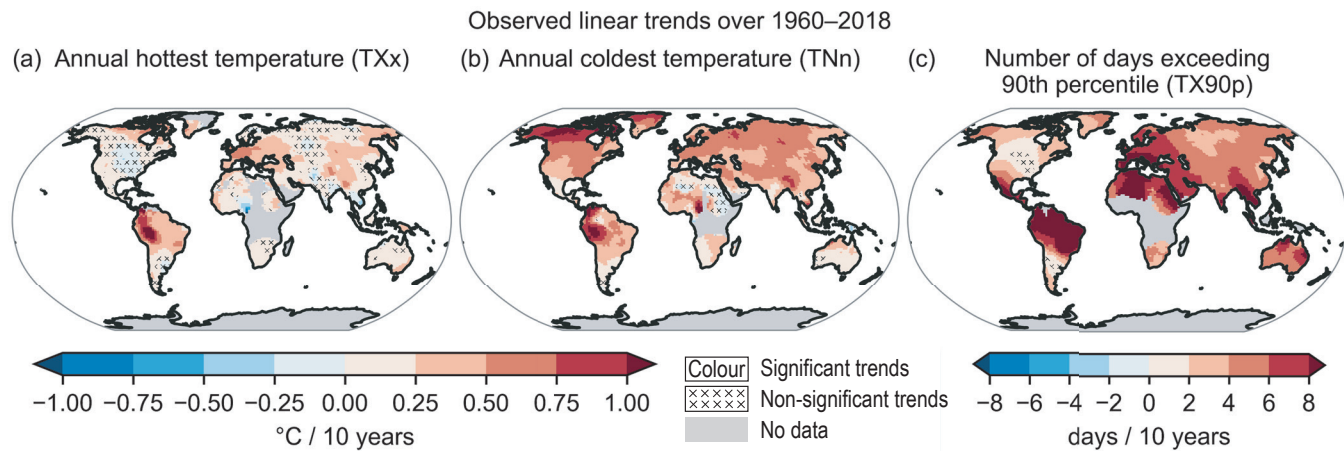 Observed linear trends over 1960–2018
(a) Annual hottest temperature (TXx)
(b) Annual coldest temperature (TNn)
(c) Number of days exceeding
90th percentile (TX90p)
−1.00 −0.75 −0.50 −0.25 0.00 0.25 0.50 0.75 1.00
°C / 10 years
Colour Significant trends
Non-significant trends
No data
−8 −6 −4 −2 0 2 4 6 8
days / 10 years